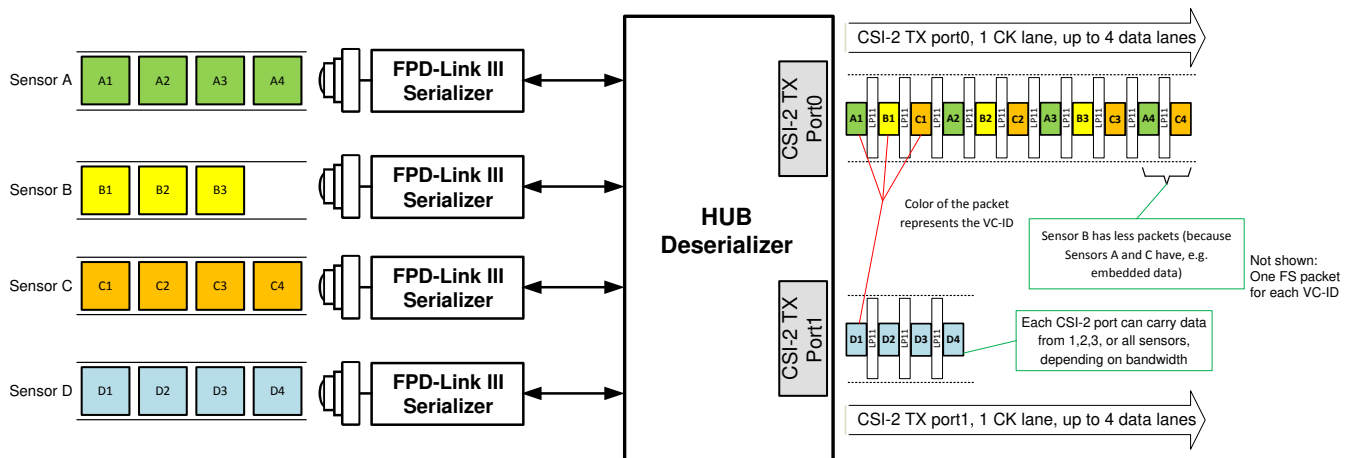 Sensor A
A1 A2 A3 A4
FPD-Link III
Serializer
Sensor B
B1 B2 B3
FPD-Link III
Serializer
Sensor C
C1 C2 C3 C4
FPD-Link III
Serializer
Sensor D
D1 D2 D3 D4
FPD-Link III
Serializer
HUB
Deserializer
CSI-2 TX
Port0
CSI-2 TX
Port1
CSI-2 TX port0, 1 CK lane, up to 4 data lanes
A1 LP11 B1 LP11 C1 LP11 A2 LP11 B2 LP11 C2 LP11 A3 LP11 B3 LP11 C3 LP11 A4 LP11 C4
Color of the packet
represents the VC-ID
Sensor B has less packets (because
Sensors A and C have, e.g.
embedded data)
Not shown:
One FS packet
for each VC-ID
D1 LP11 D2 LP11 D3 LP11 D4
Each CSI-2 port can carry data
from 1,2,3, or all sensors,
depending on bandwidth
CSI-2 TX port1, 1 CK lane, up to 4 data lanes